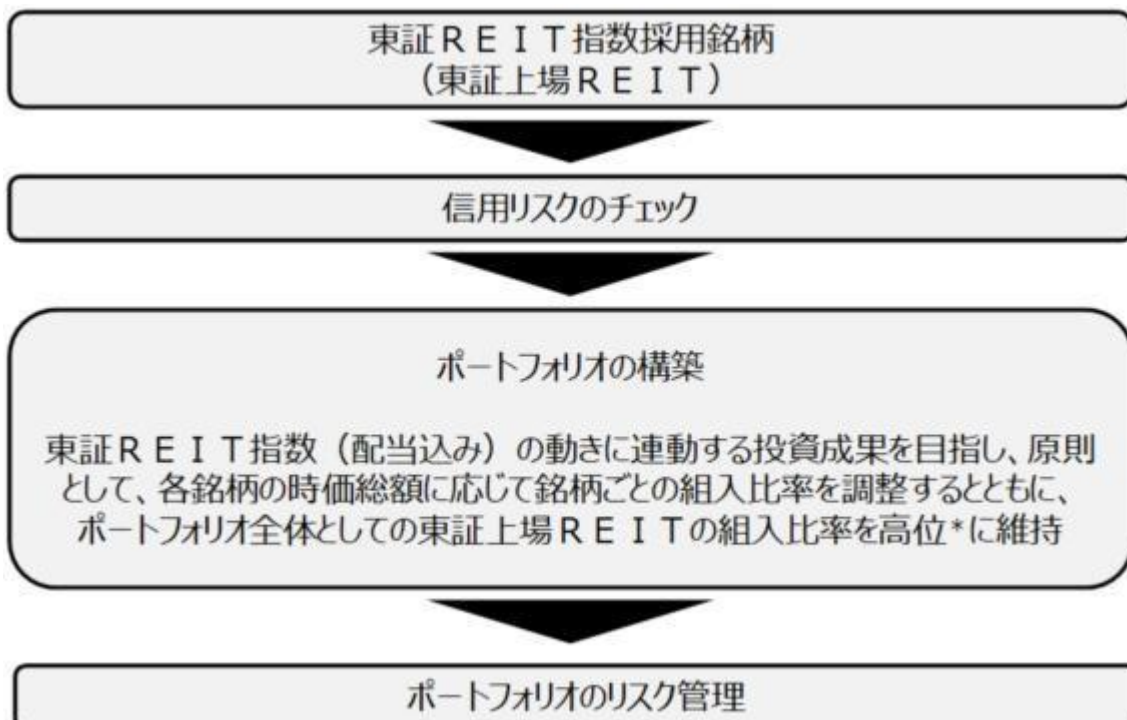 東証ＲＥＩＴ指数採用銘柄
（東証上場ＲＥＩＴ）
信用リスクのチェック
ポートフォリオの構築
東証ＲＥＩＴ指数（配当込み）の動きに連動する投資成果を目指し、原則
として、各銘柄の時価総額に応じて銘柄ごとの組入比率を調整するとともに、
ポートフォリオ全体としての東証上場ＲＥＩＴの組入比率を高位*に維持
ポートフォリオのリスク管理